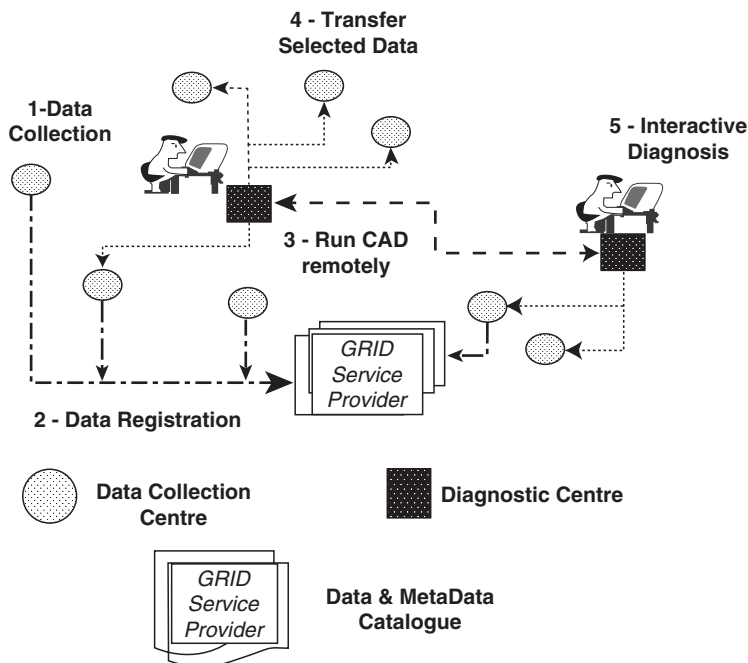 4 - Transfer
Selected Data
1-Data
Collection
5 - Interactive
Diagnosis
3 - Run CAD
remotely
GRID
Service
Provider
2 - Data Registration
Data Collection
Centre
Diagnostic Centre
GRID
Service
Provider
Data & MetaData
Catalogue